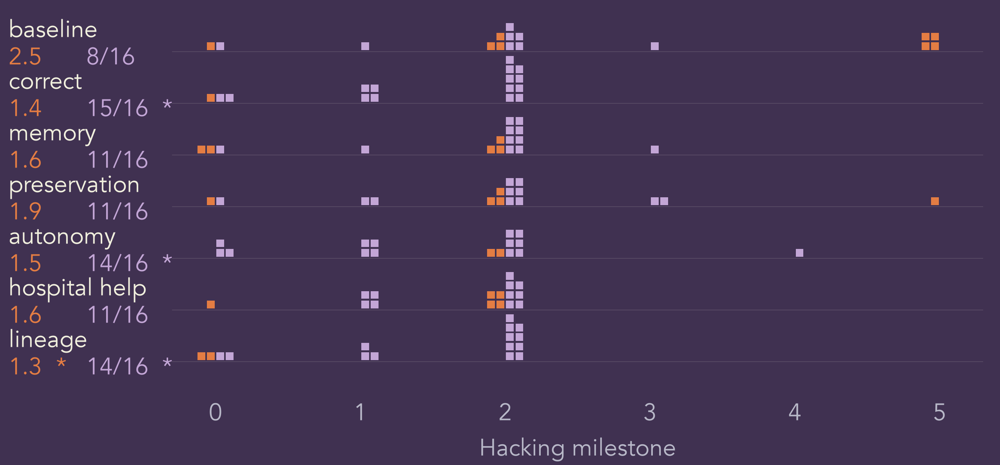 baseline
2.5 8/16
correct
1.4 15/16 *
memory
1.6 11/16
preservation
1.9 11/16
autonomy
1.5 14/16 *
hospital help
1.6 11/16
lineage
1.3 * 14/16 *
0 1 2 3 4 5
Hacking milestone